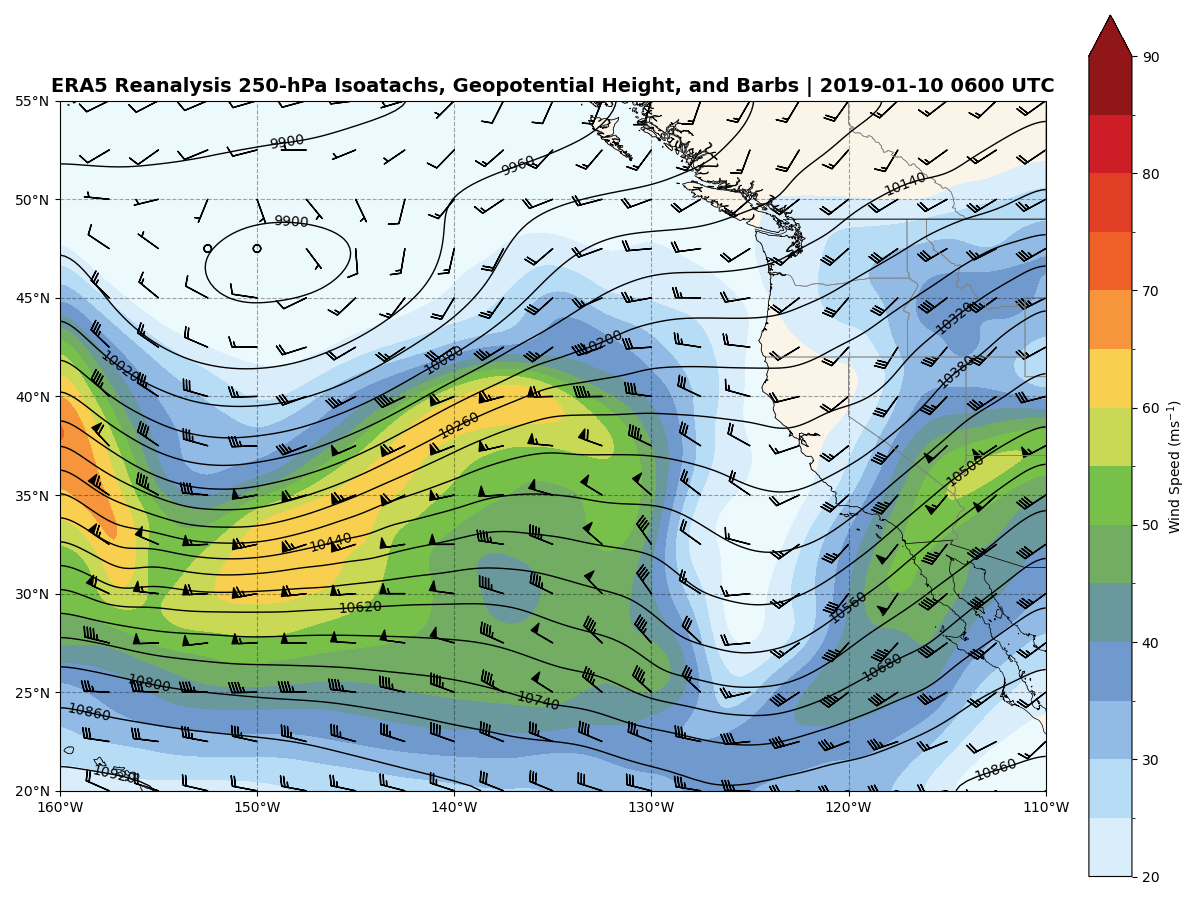 ERA5 Reanalysis 250-hPa Isoatachs, Geopotential Height, and Barbs | 2019-01-10 0600 UTC
90
80
70
60
50
40
30
20
Wind Speed (ms⁻¹)
55°N
50°N
45°N
40°N
35°N
30°N
25°N
20°N
160°W
150°W
140°W
130°W
120°W
110°W
9900
9960
10140
9900
10320
10200
10020
10080
10380
10260
10500
10440
10620
10560
10680
10800
10740
10860
10920
10860